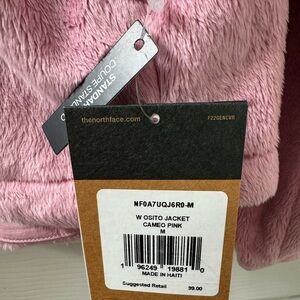 STANDARD
COUPE STANDARD
thenorthface.com
F22GENCVR
NF0A7UQJ6R0-M
W OSITO JACKET
CAMEO PINK
M
1 96249 19881 0
MADE IN HAITI
Suggested Retail 99.00